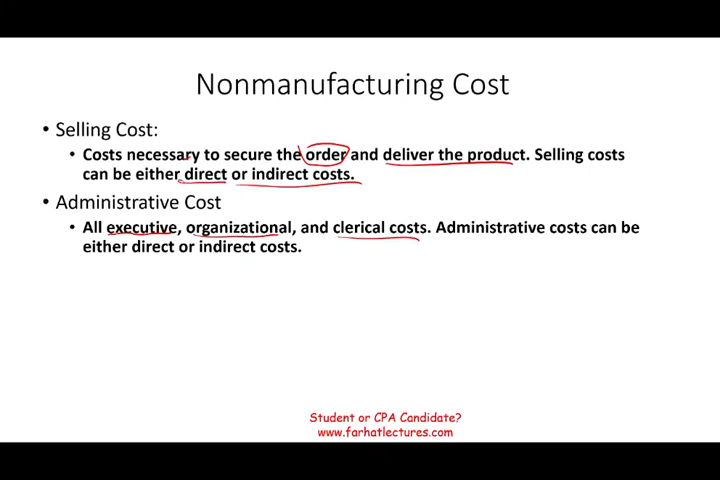 Nonmanufacturing Cost
• Selling Cost:
• Costs necessary to secure the order and deliver the product. Selling costs
can be either direct or indirect costs.
• Administrative Cost
• All executive, organizational, and clerical costs. Administrative costs can be
either direct or indirect costs.
Student or CPA Candidate?
www.farhatlectures.com